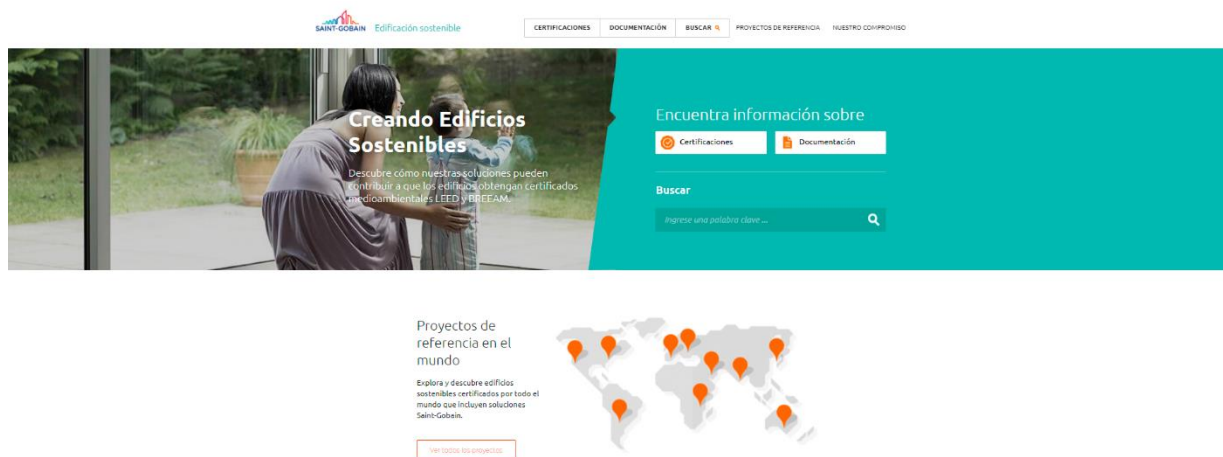 SAINT-GOBAIN Edificación sostenible
CERTIFICACIONES DOCUMENTACIÓN BUSCAR PROYECTOS DE REFERENCIA NUESTRO COMPROMISO
Creando Edificios
Sostenibles
Descubre cómo nuestras soluciones pueden
contribuir a que los edificios obtengan certificados
medioambientales LEED y BREEAM.
Encuentra información sobre
Certificaciones Documentación
Buscar
Ingrese una palabra clave ...
Proyectos de
referencia en el
mundo
Explora y descubre edificios
sostenibles certificados por todo el
mundo que incluyen soluciones
Saint-Gobain.
Ver todos los proyectos